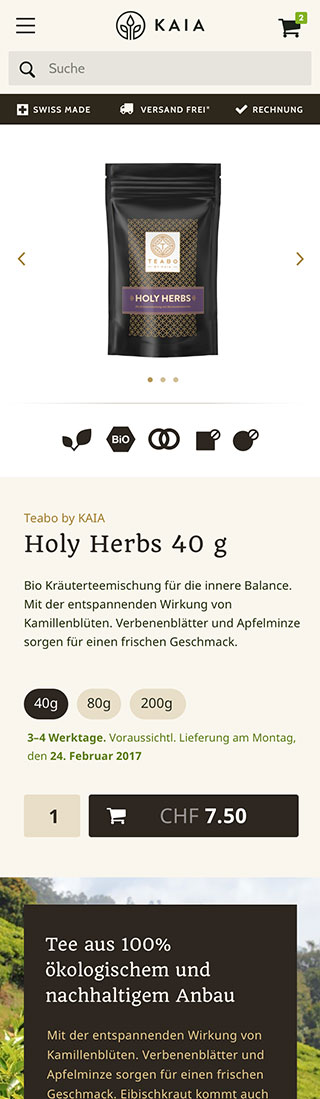 KAIA
2
Suche
SWISS MADE VERSAND FREI* RECHNUNG
TEABO
HOLY HERBS
BiO
Teabo by KAIA
Holy Herbs 40 g
Bio Kräuterteemischung für die innere Balance.
Mit der entspannenden Wirkung von
Kamillenblüten. Verbenenblätter und Apfelminze
sorgen für einen frischen Geschmack.
40g 80g 200g
3–4 Werktage. Voraussichtl. Lieferung am Montag,
den 24. Februar 2017
1 CHF 7.50
Tee aus 100%
ökologischem und
nachhaltigem Anbau
Mit der entspannenden Wirkung von
Kamillenblüten. Verbenenblätter und
Apfelminze sorgen für einen frischen
Geschmack. Eibischkraut kommt auch